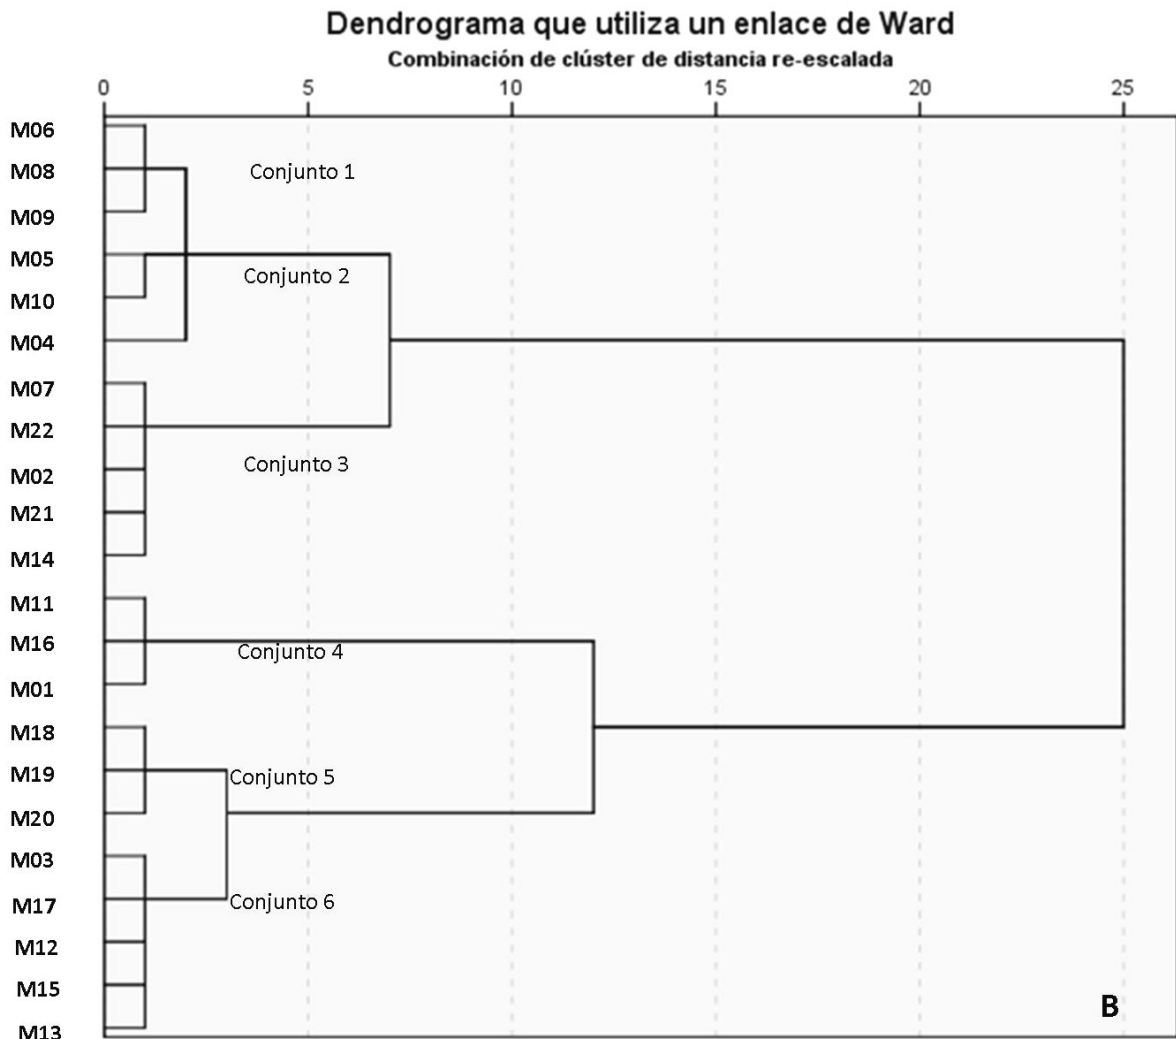 Dendrograma que utiliza un enlace de Ward
Combinación de clúster de distancia re-escalada
0 5 10 15 20 25
M06
M08 Conjunto 1
M09
M05
Conjunto 2
M10
M04
M07
M22
Conjunto 3
M02
M21
M14
M11
M16
Conjunto 4
M01
M18
M19 Conjunto 5
M20
M03
M17 Conjunto 6
M12
M15
B
M13